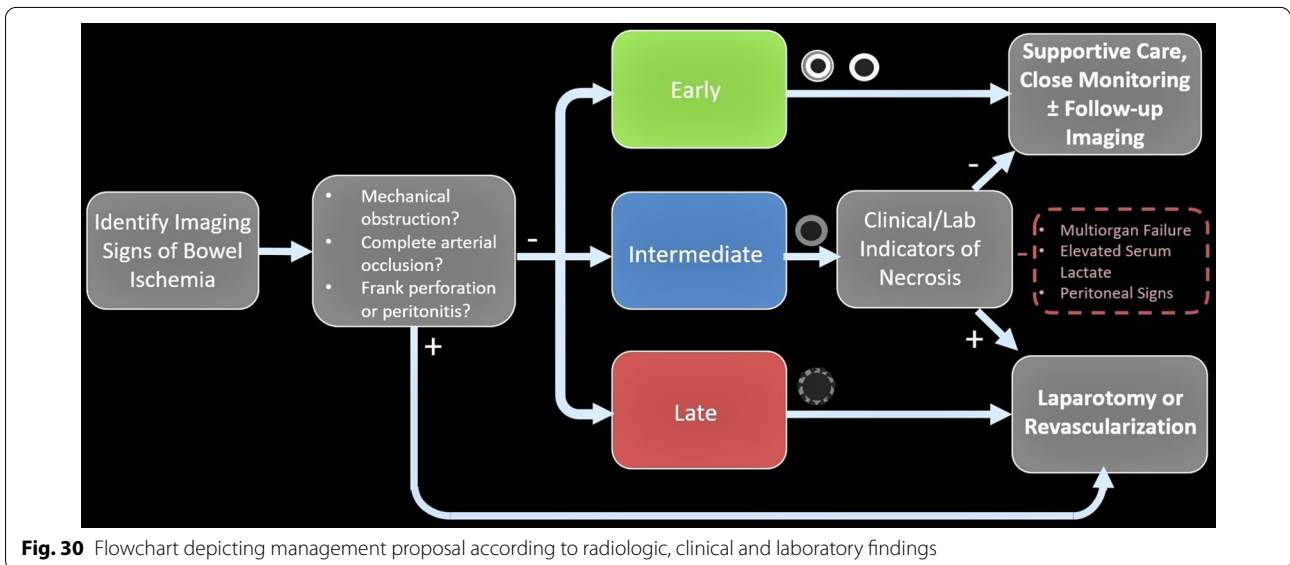 Identify Imaging
Signs of Bowel
Ischemia
• Mechanical
obstruction?
• Complete arterial
occlusion?
• Frank perforation
or peritonitis?
-
+
Early
Intermediate
Late
Clinical/Lab
Indicators of
Necrosis
-
+
• Multiorgan Failure
• Elevated Serum
Lactate
• Peritoneal Signs
Supportive Care,
Close Monitoring
± Follow-up
Imaging
Laparotomy or
Revascularization
Fig. 30 Flowchart depicting management proposal according to radiologic, clinical and laboratory findings